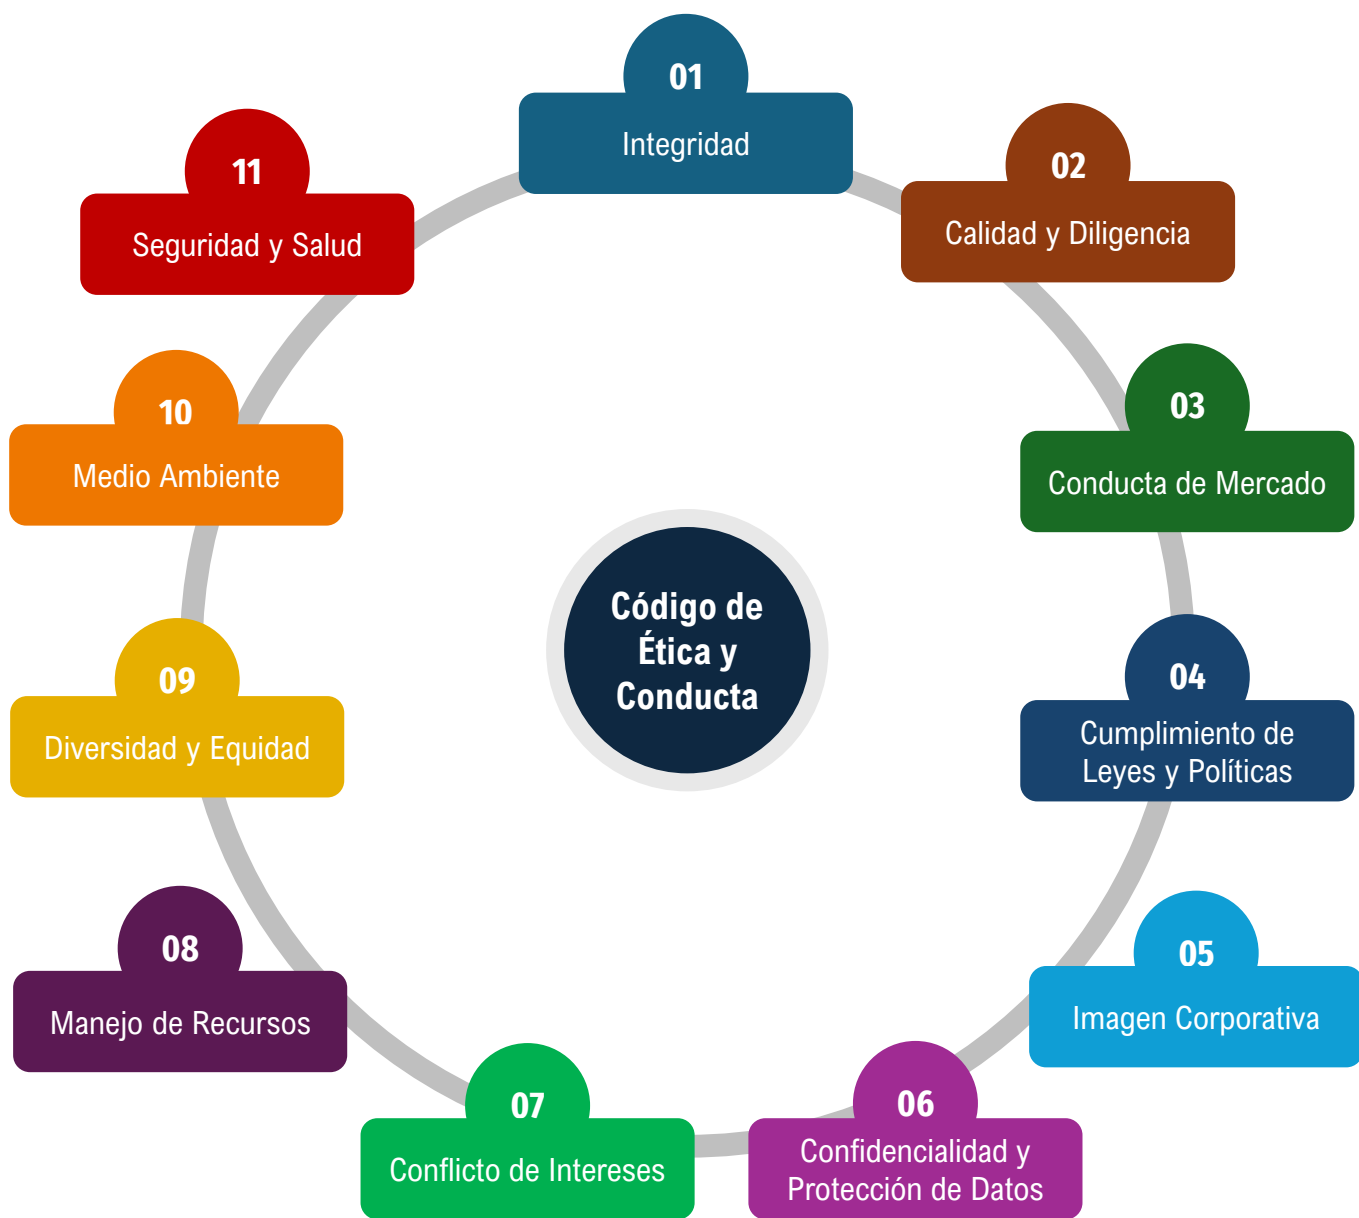 01
Integridad
02
Calidad y Diligencia
03
Conducta de Mercado
04
Cumplimiento de
Leyes y Políticas
05
Imagen Corporativa
06
Confidencialidad y
Protección de Datos
07
Conflicto de Intereses
08
Manejo de Recursos
09
Diversidad y Equidad
10
Medio Ambiente
11
Seguridad y Salud
Código de
Ética y
Conducta